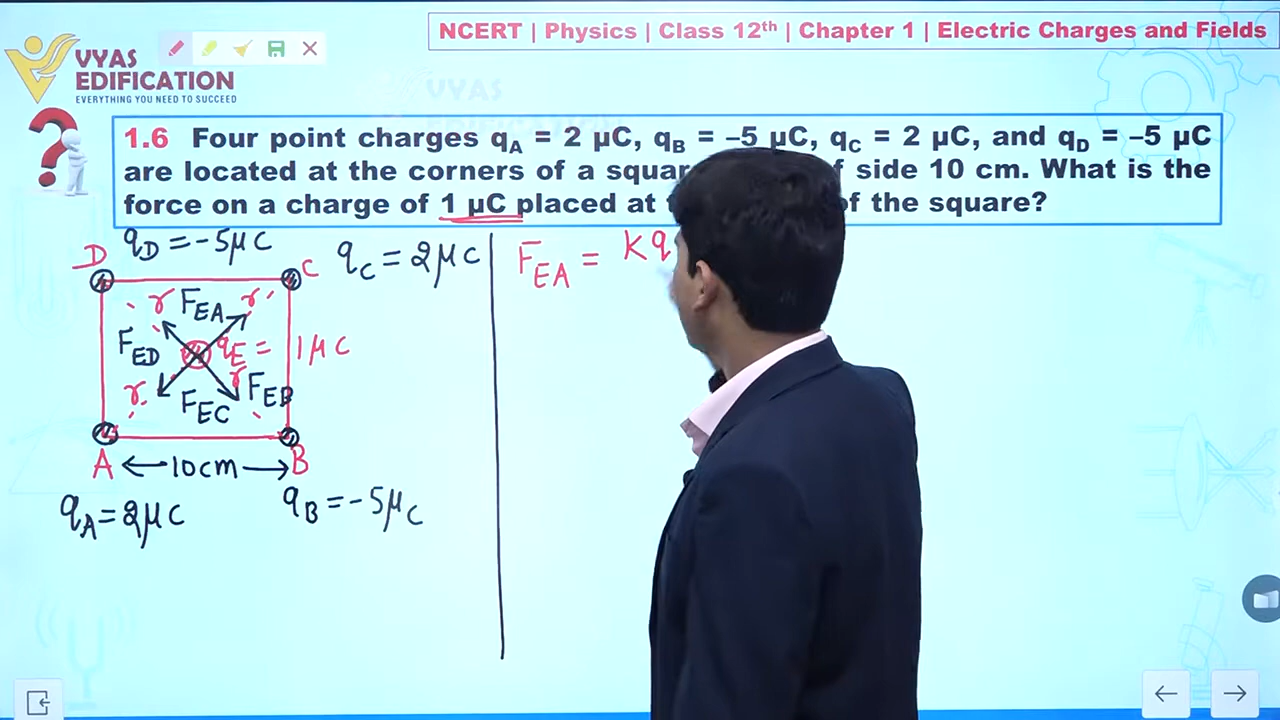 NCERT | Physics | Class 12th | Chapter 1 | Electric Charges and Fields
VYAS
EDIFICATION
EVERYTHING YOU NEED TO SUCCEED
VYAS
1.6 Four point charges qA = 2 μC, qB = –5 μC, qC = 2 μC, and qD = –5 μC
are located at the corners of a squar of side 10 cm. What is the
force on a charge of 1 μC placed at of the square?
D qD = -5μC
C qC = 2μC
FEA = kq
r FEA r
FED qE = 1μC
r FEC r FEB
A ←10cm→ B
qA = 2μC qB = -5μC